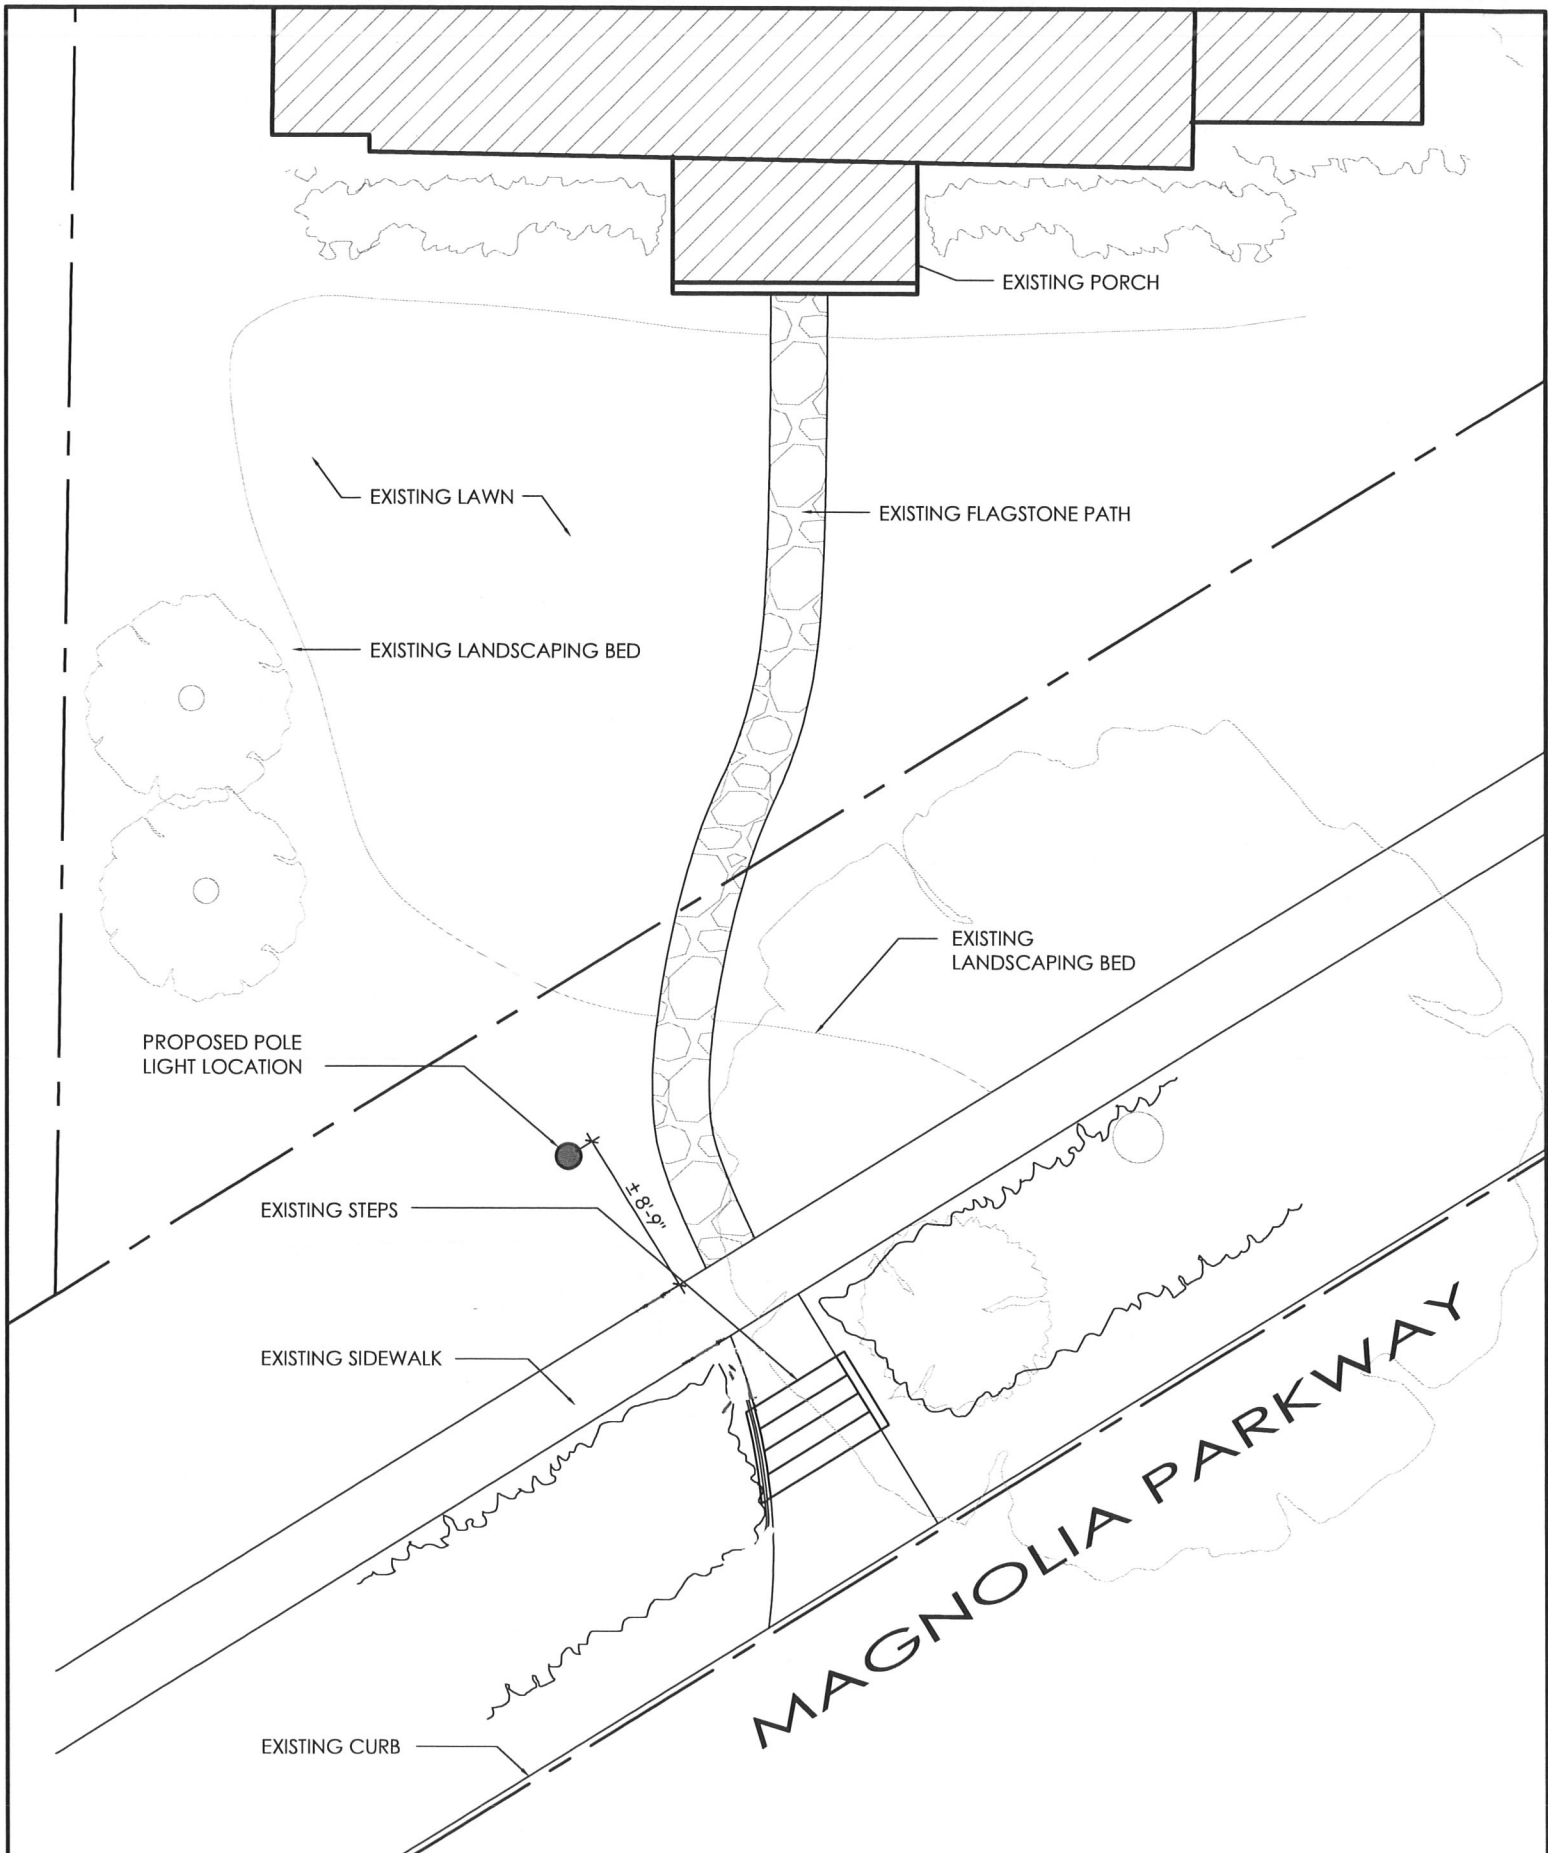 EXISTING PORCH
EXISTING LAWN
EXISTING FLAGSTONE PATH
EXISTING LANDSCAPING BED
EXISTING
LANDSCAPING BED
PROPOSED POLE
LIGHT LOCATION
± 8'-9"
EXISTING STEPS
EXISTING SIDEWALK
MAGNOLIA PARKWAY
EXISTING CURB